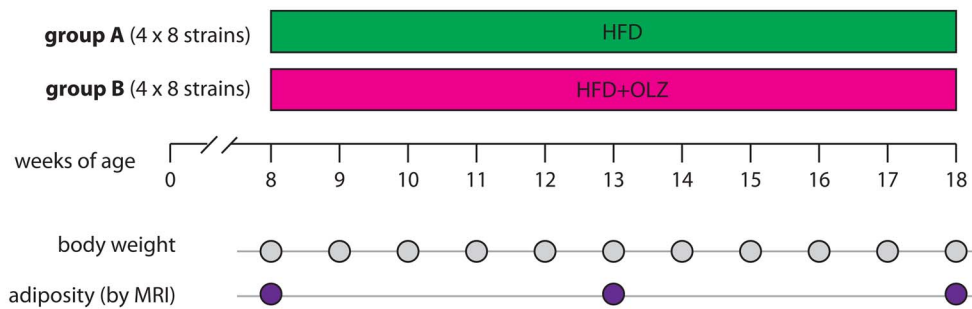 group A (4 x 8 strains)
HFD
group B (4 x 8 strains)
HFD+OLZ
weeks of age
0 8 9 10 11 12 13 14 15 16 17 18
body weight
adiposity (by MRI)